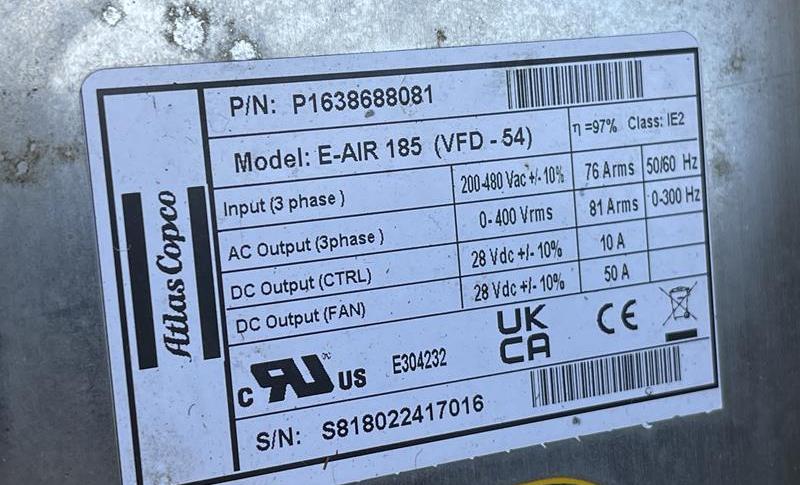 Atlas Copco
P/N: P1638688081
Model: E-AIR 185 (VFD - 54) η =97% Class: IE2
Input (3 phase ) 200-480 Vac +/- 10% 76 Arms 50/60 Hz
AC Output (3phase ) 0- 400 Vrms 81 Arms 0-300 Hz
DC Output (CTRL) 28 Vdc +/- 10% 10 A
DC Output (FAN) 28 Vdc +/- 10% 50 A
c RU US E304232 UK CA CE
S/N: S818022417016